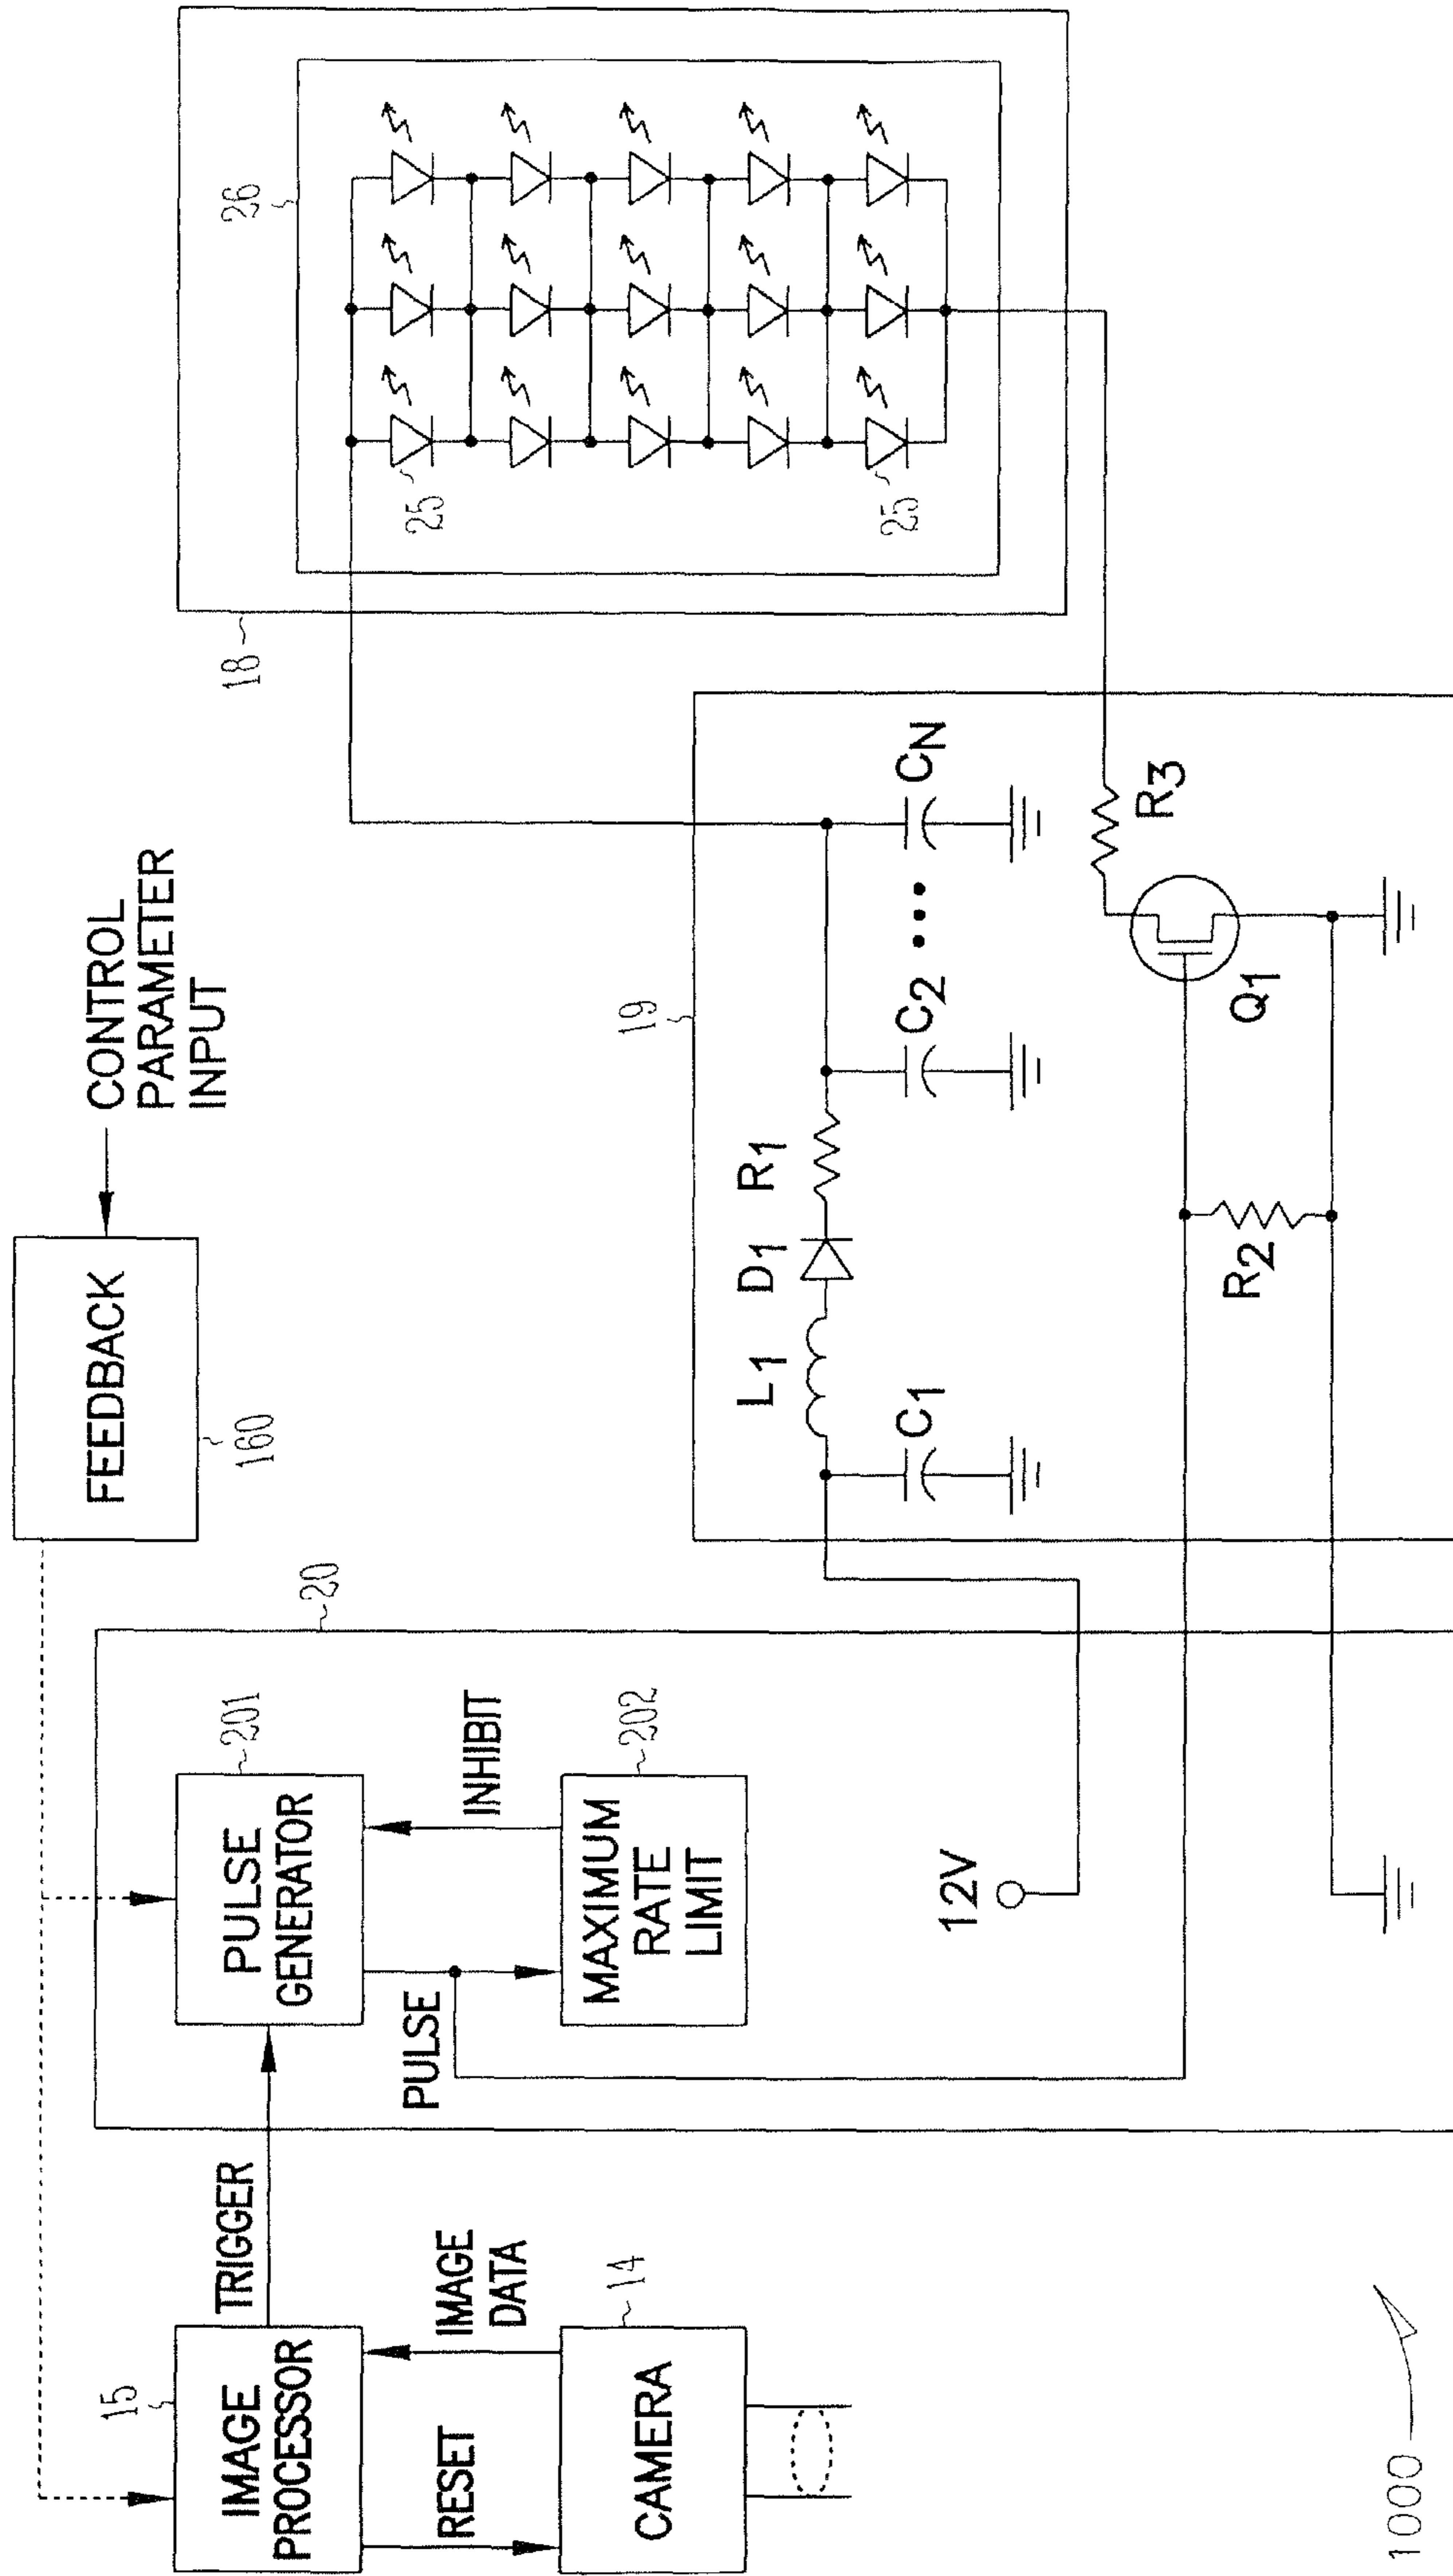 CONTROL
PARAMETER
INPUT
FEEDBACK
160
20
15
IMAGE
PROCESSOR
TRIGGER
PULSE
GENERATOR
201
RESET
IMAGE
DATA
PULSE
INHIBIT
CAMERA
14
MAXIMUM
RATE
LIMIT
202
12V
19
L1
D1
R1
C1
C2
CN
R2
Q1
R3
18
26
25
25
1000